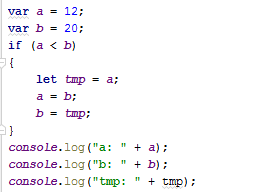 var a = 12;
var b = 20;
if (a < b)
{
    let tmp = a;
    a = b;
    b = tmp;
}
console.log("a: " + a);
console.log("b: " + b);
console.log("tmp: " + tmp);